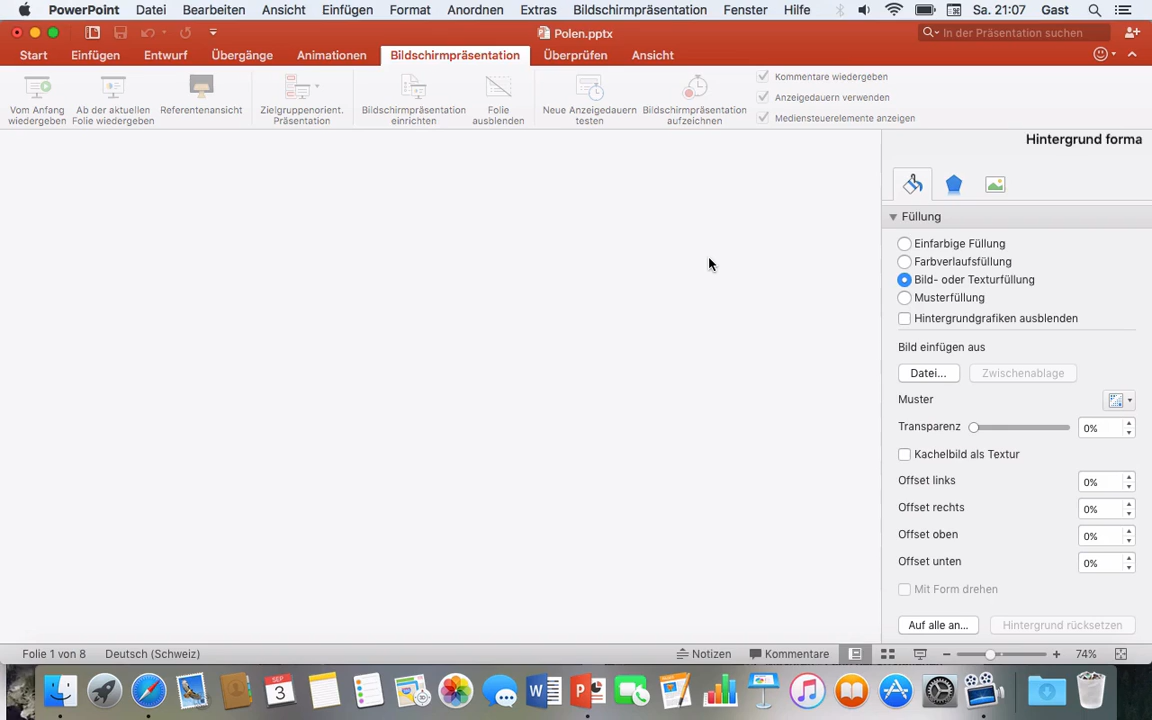 PowerPoint Datei Bearbeiten Ansicht Einfügen Format Anordnen Extras Bildschirmpräsentation Fenster Hilfe Sa. 21:07 Gast
Polen.pptx
In der Präsentation suchen
Start Einfügen Entwurf Übergänge Animationen Bildschirmpräsentation Überprüfen Ansicht
Vom Anfang wiedergeben
Ab der aktuellen Folie wiedergeben
Referentenansicht
Zielgruppenorient. Präsentation
Bildschirmpräsentation einrichten
Folie ausblenden
Neue Anzeigedauern testen
Bildschirmpräsentation aufzeichnen
Kommentare wiedergeben
Anzeigedauern verwenden
Mediensteuerelemente anzeigen
Hintergrund forma
Füllung
Einfarbige Füllung
Farbverlaufsfüllung
Bild- oder Texturfüllung
Musterfüllung
Hintergrundgrafiken ausblenden
Bild einfügen aus
Datei... Zwischenablage
Muster
Transparenz 0%
Kachelbild als Textur
Offset links 0%
Offset rechts 0%
Offset oben 0%
Offset unten 0%
Mit Form drehen
Auf alle an... Hintergrund rücksetzen
Folie 1 von 8 Deutsch (Schweiz) Notizen Kommentare 74%
SEP
3